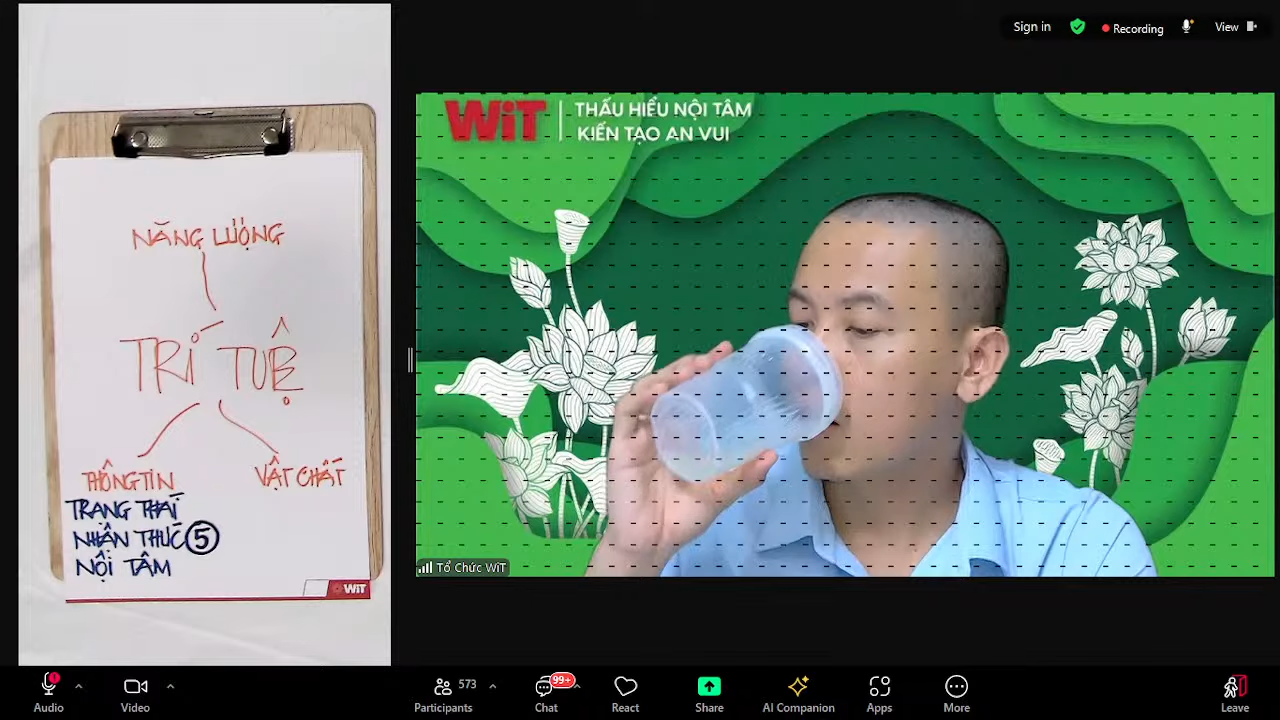 NĂNG LƯỢNG
TRÍ TUỆ
THÔNG TIN
VẬT CHẤT
TRẠNG THÁI
NHẬN THỨC ⑤
NỘI TÂM
WiT
Sign in
Recording
View
WiT
THẤU HIỂU NỘI TÂM
KIẾN TẠO AN VUI
Tổ Chức WiT
Audio
Video
573
Participants
99+
Chat
React
Share
AI Companion
Apps
More
Leave